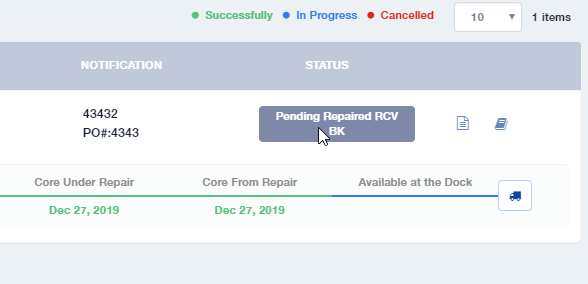 Successfully In Progress Cancelled 10 1 items
NOTIFICATION STATUS
43432
PO#:4343
Pending Repaired RCV
BK
Core Under Repair Core From Repair Available at the Dock
Dec 27, 2019 Dec 27, 2019